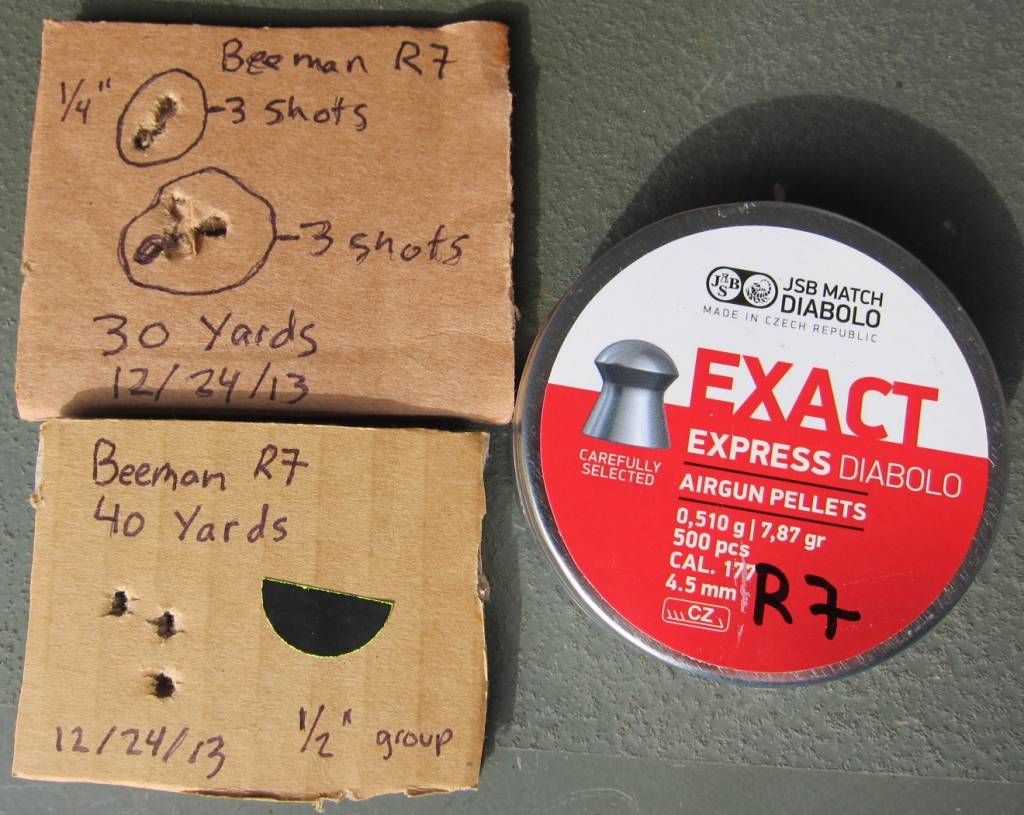 Beeman R7
1/4"
3 shots
3 shots
30 Yards
12/24/13
Beeman R7
40 Yards
12/24/13
1/2" group
JSB
JSB MATCH
DIABOLO
MADE IN CZECH REPUBLIC
EXACT
EXPRESS DIABOLO
CAREFULLY
SELECTED
AIRGUN PELLETS
0,510 g | 7,87 gr
500 pcs
CAL. 177
4.5 mm
CZ
R7